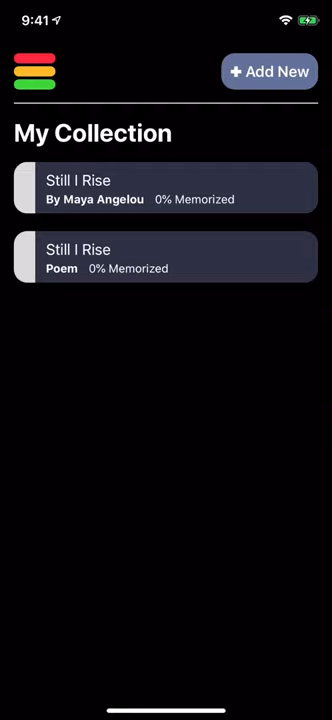 9:41
+ Add New
My Collection
Still I Rise
By Maya Angelou 0% Memorized
Still I Rise
Poem 0% Memorized